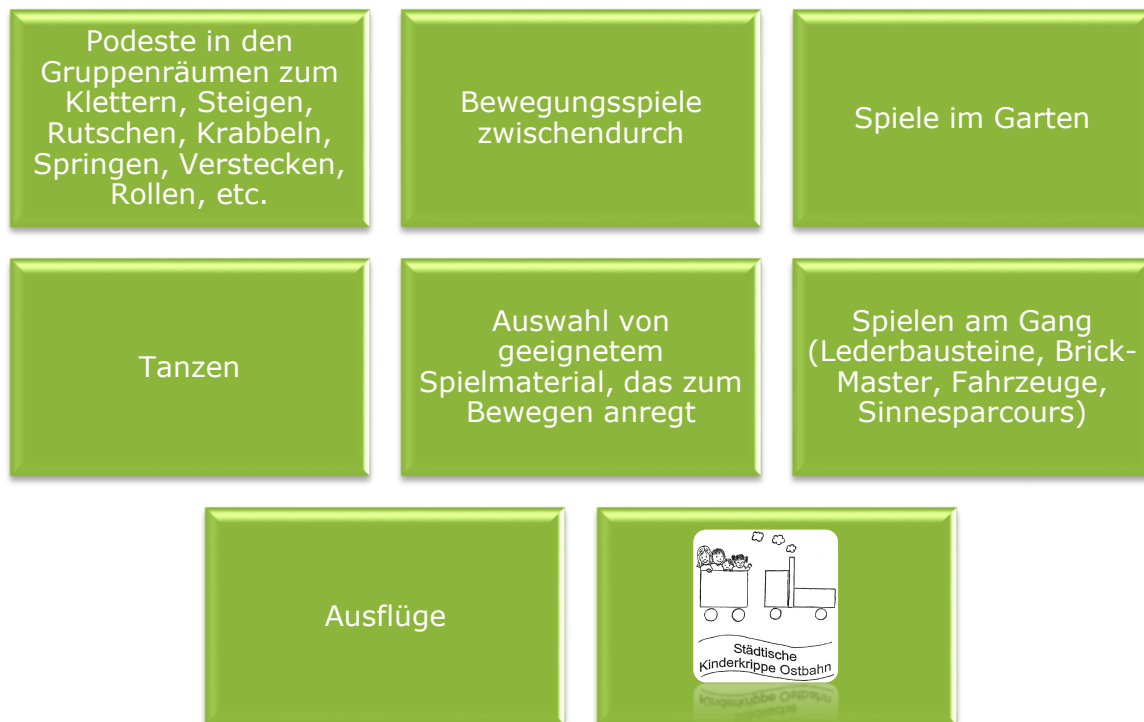 Podeste in den
Gruppenräumen zum
Klettern, Steigen,
Rutschen, Krabbeln,
Springen, Verstecken,
Rollen, etc.
Bewegungsspiele
zwischendurch
Spiele im Garten
Tanzen
Auswahl von
geeignetem
Spielmaterial, das zum
Bewegen anregt
Spielen am Gang
(Lederbausteine, Brick-
Master, Fahrzeuge,
Sinnesparcours)
Ausflüge
Städtische
Kinderkrippe Ostbahn